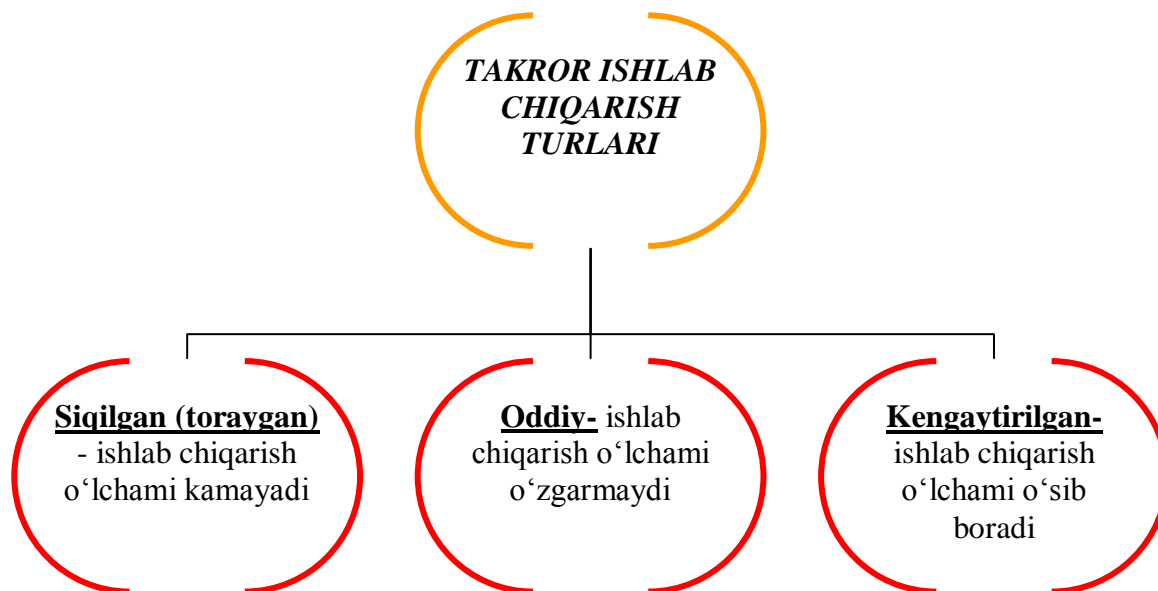 TAKROR ISHLAB
CHIQARISH
TURLARI
Siqilgan (toraygan)
- ishlab chiqarish
o‘lchami kamayadi
Oddiy- ishlab
chiqarish o‘lchami
o‘zgarmaydi
Kengaytirilgan-
ishlab chiqarish
o‘lchami o‘sib
boradi